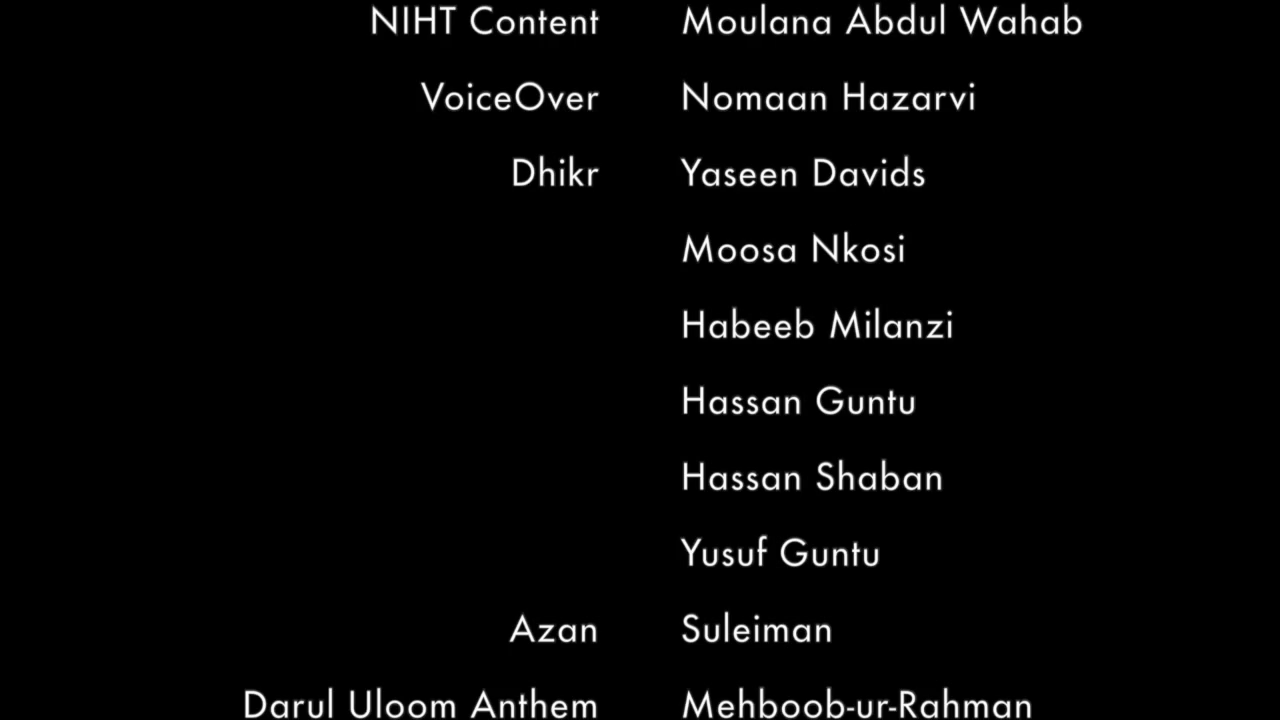 NIHT Content Moulana Abdul Wahab
VoiceOver Nomaan Hazarvi
Dhikr Yaseen Davids
Moosa Nkosi
Habeeb Milanzi
Hassan Guntu
Hassan Shaban
Yusuf Guntu
Azan Suleiman
Darul Uloom Anthem Mehboob-ur-Rahman